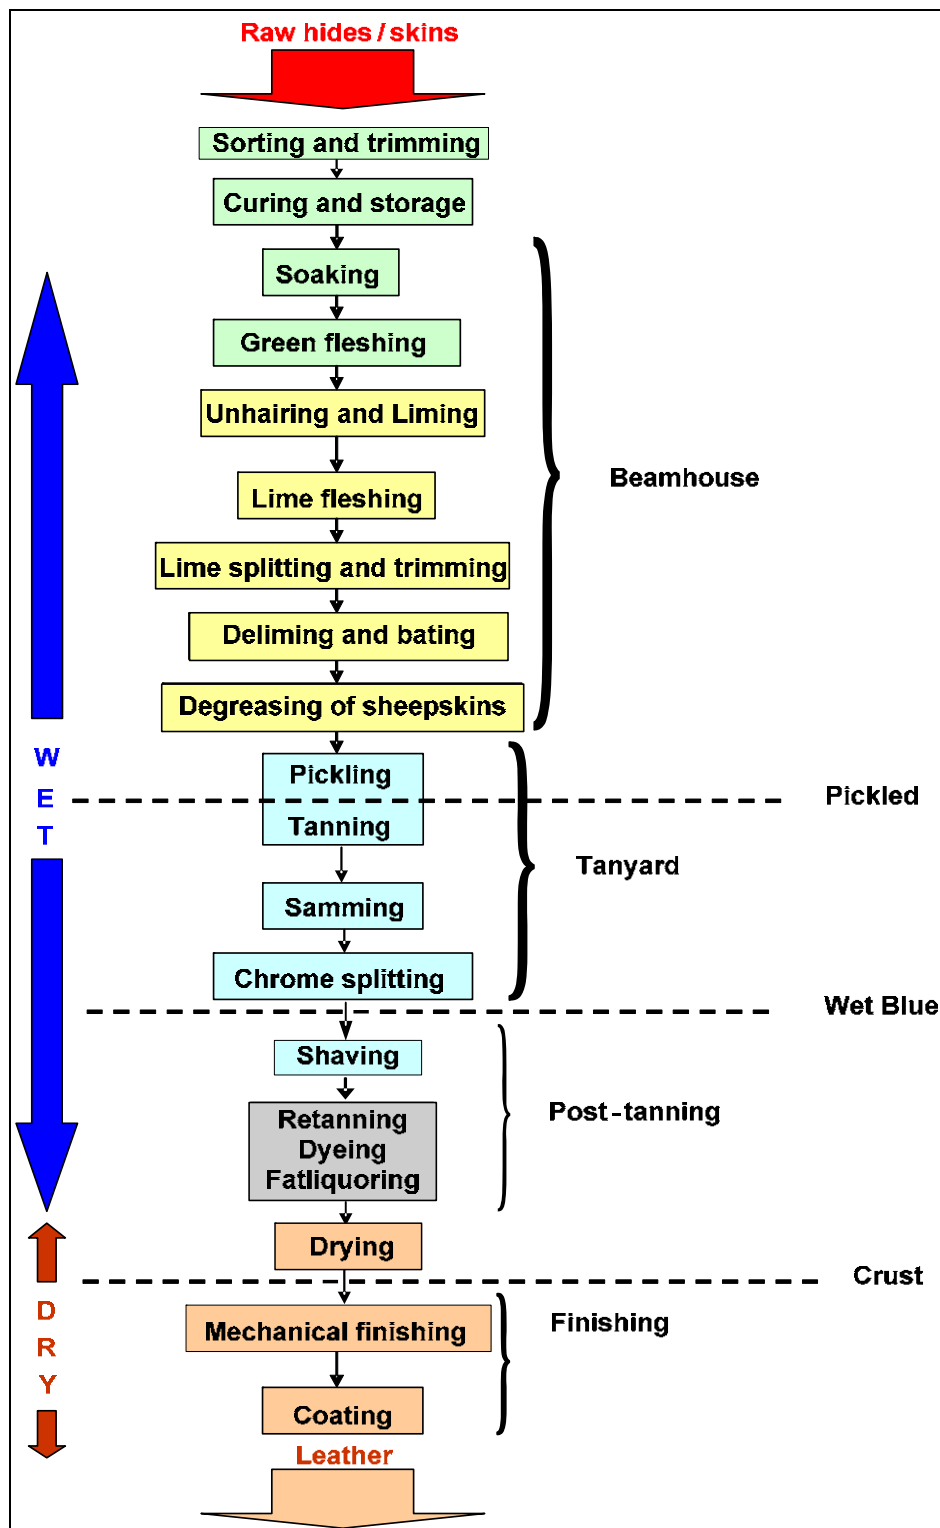 Raw hides / skins
Sorting and trimming
Curing and storage
Soaking
Green fleshing
Unhairing and Liming
Lime fleshing
Beamhouse
Lime splitting and trimming
Deliming and bating
Degreasing of sheepskins
WET
Pickling
Pickled
Tanning
Tanyard
Samming
Chrome splitting
Wet Blue
Shaving
Post-tanning
Retanning
Dyeing
Fatliquoring
Drying
Crust
DRY
Mechanical finishing
Finishing
Coating
Leather